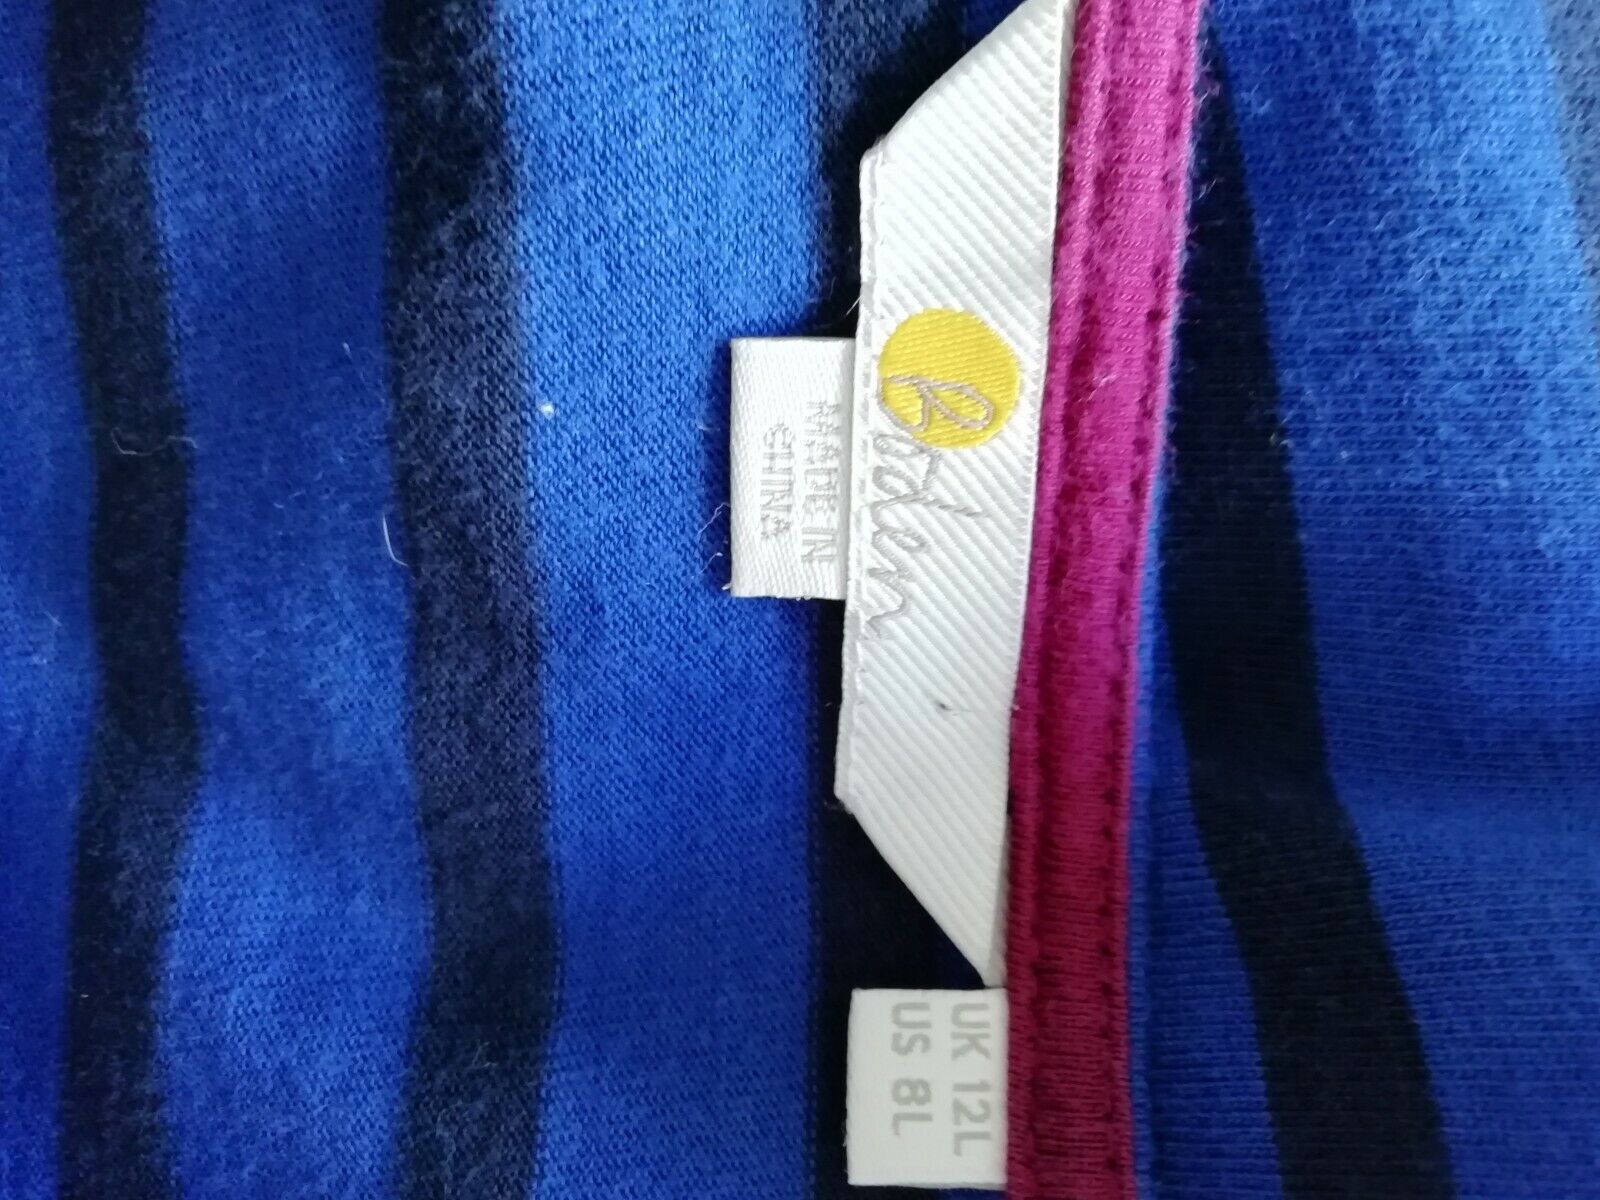 Boden
MADE IN
CHINA
UK 12L
US 8L